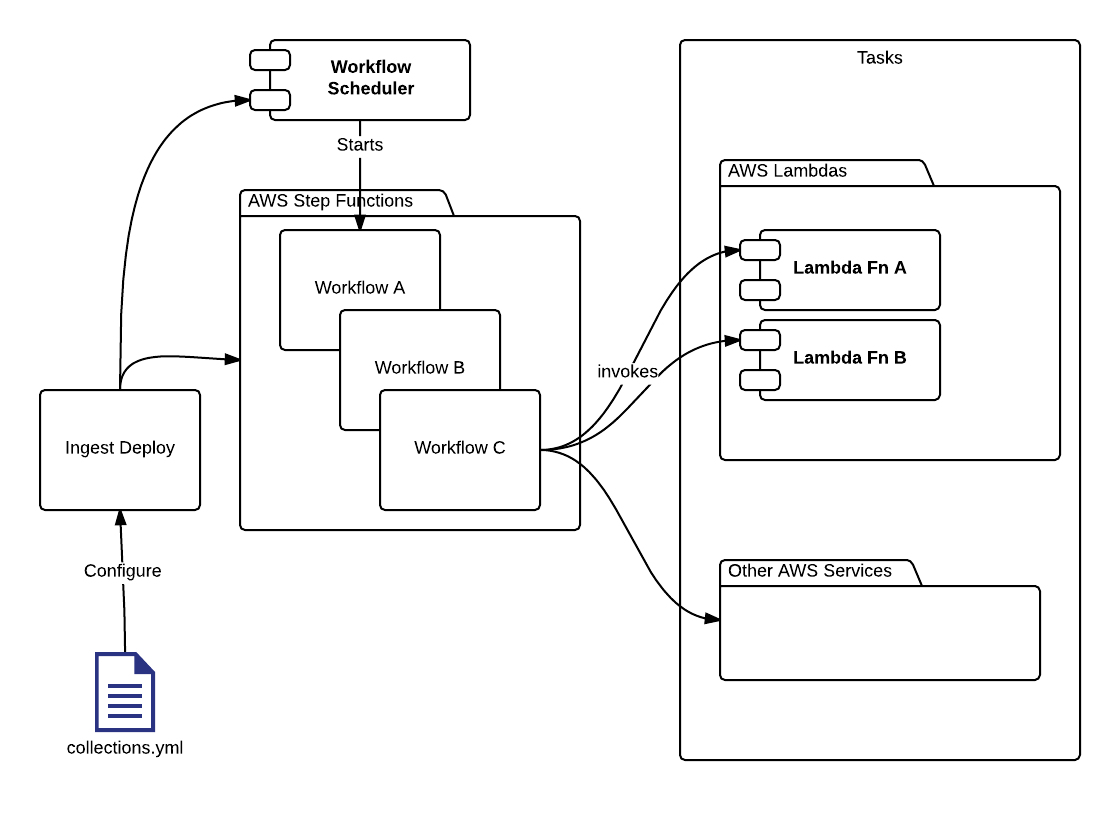 Workflow
Scheduler
Tasks
Starts
AWS Lambdas
AWS Step Functions
Lambda Fn A
Workflow A
Lambda Fn B
Workflow B
invokes
Ingest Deploy
Workflow C
Configure
Other AWS Services
collections.yml